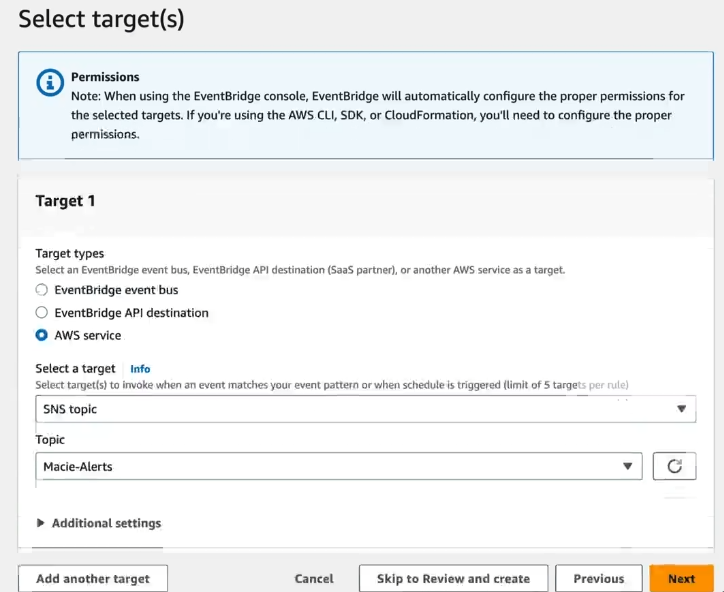 Select target(s)
Permissions
Note: When using the EventBridge console, EventBridge will automatically configure the proper permissions for
the selected targets. If you're using the AWS CLI, SDK, or CloudFormation, you'll need to configure the proper
permissions.
Target 1
Target types
Select an EventBridge event bus, EventBridge API destination (SaaS partner), or another AWS service as a target.
EventBridge event bus
EventBridge API destination
AWS service
Select a target Info
Select target(s) to invoke when an event matches your event pattern or when schedule is triggered (limit of 5 targets per rule)
SNS topic
Topic
Macie-Alerts
Additional settings
Add another target Cancel Skip to Review and create Previous Next